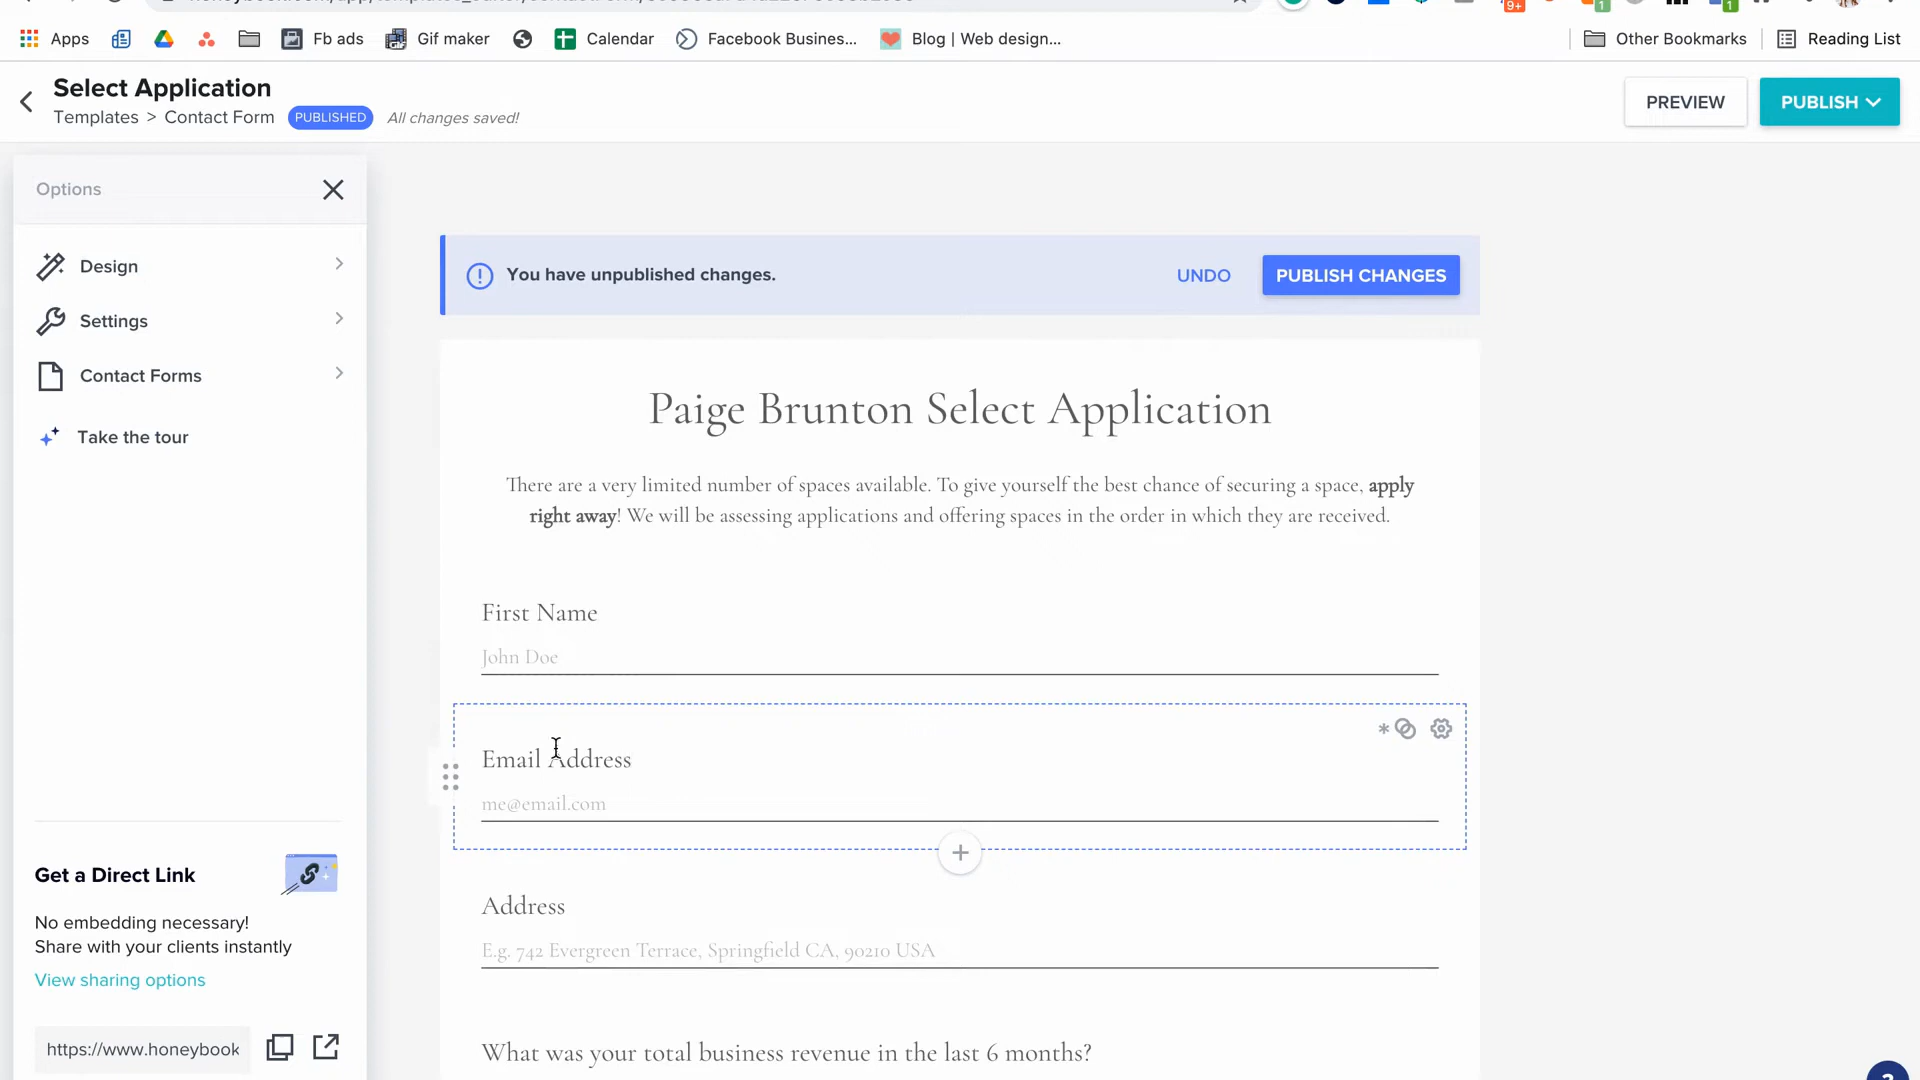 Apps
Fb ads
Gif maker
Calendar
Facebook Busines...
Blog | Web design...
Other Bookmarks
Reading List
9+
1
1
Select Application
Templates > Contact Form
PUBLISHED
All changes saved!
PREVIEW
PUBLISH
Options
Design
Settings
Contact Forms
Take the tour
You have unpublished changes.
UNDO
PUBLISH CHANGES
Paige Brunton Select Application
There are a very limited number of spaces available. To give yourself the best chance of securing a space, apply
right away! We will be assessing applications and offering spaces in the order in which they are received.
First Name
John Doe
Email Address
me@email.com
*
Address
E.g. 742 Evergreen Terrace, Springfield CA, 90210 USA
What was your total business revenue in the last 6 months?
Get a Direct Link
No embedding necessary!
Share with your clients instantly
View sharing options
https://www.honeybook